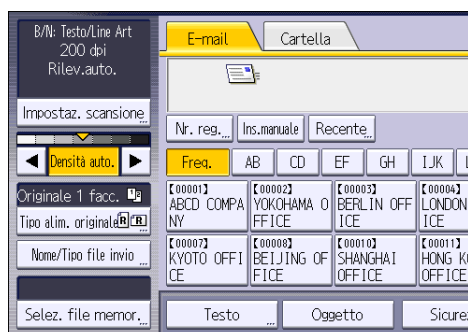 B/N: Testo/Line Art
200 dpi
Rilev.auto.
Impostaz. scansione
Densità auto.
Originale 1 facc.
Tipo alim. originale
Nome/Tipo file invio
Selez. file memor.
E-mail
Cartella
Nr. reg.
Ins.manuale
Recente
Freq.
AB
CD
EF
GH
IJK
[00001]
ABCD COMPA
NY
[00002]
YOKOHAMA O
FFICE
[00003]
BERLIN OFF
ICE
[00004]
LONDON
ICE
[00007]
KYOTO OFFI
CE
[00008]
BEIJING OF
FICE
[00010]
SHANGHAI
OFFICE
[00011]
HONG K
OFFICE
Testo
Oggetto
Sicurez